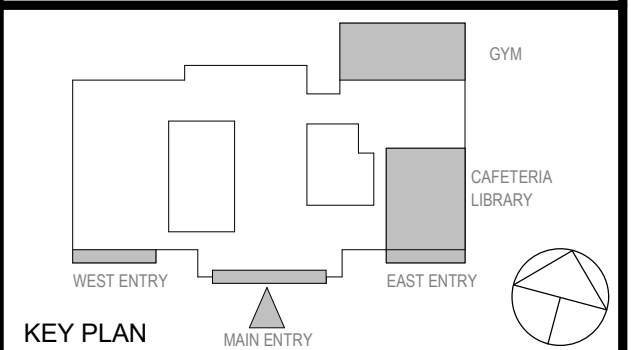 GYM
CAFETERIA
LIBRARY
WEST ENTRY
EAST ENTRY
KEY PLAN
MAIN ENTRY